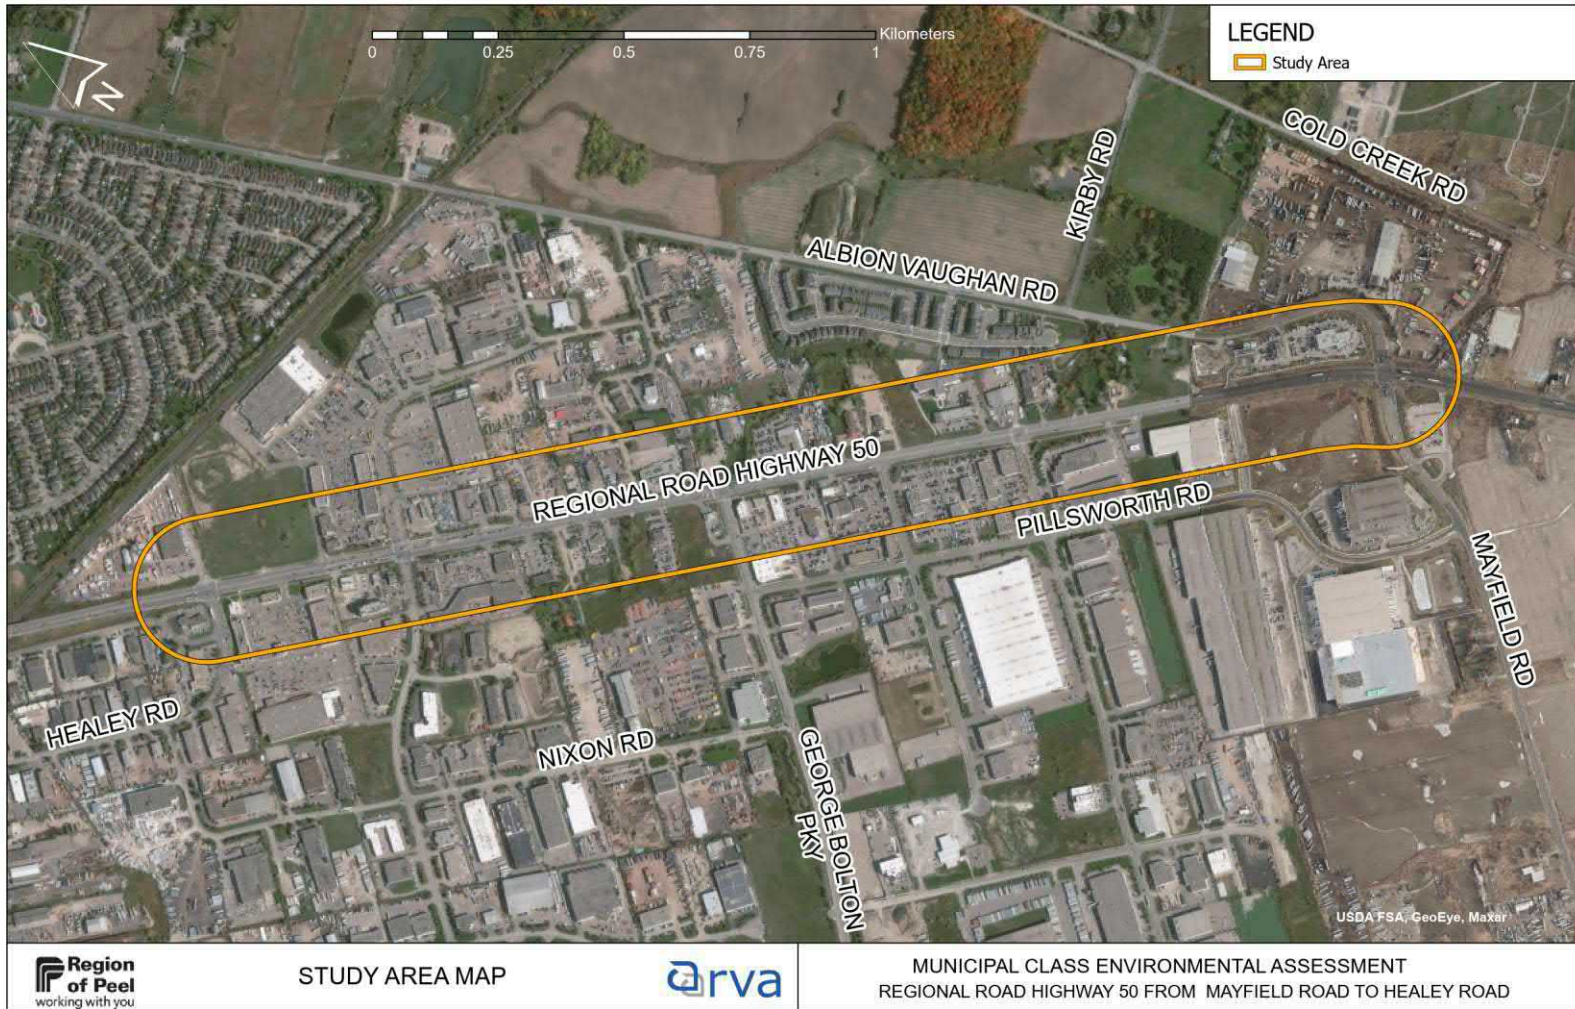 LEGEND
Study Area
Kilometers
0 0.25 0.5 0.75 1
N
COLD CREEK RD
KIRBY RD
ALBION VAUGHAN RD
REGIONAL ROAD HIGHWAY 50
PILLSWORTH RD
MAYFIELD RD
HEALEY RD
NIXON RD
GEORGE BOLTON
PKY
USDA FSA, GeoEye, Maxar
Region
of Peel
working with you
STUDY AREA MAP
arva
MUNICIPAL CLASS ENVIRONMENTAL ASSESSMENT
REGIONAL ROAD HIGHWAY 50 FROM MAYFIELD ROAD TO HEALEY ROAD